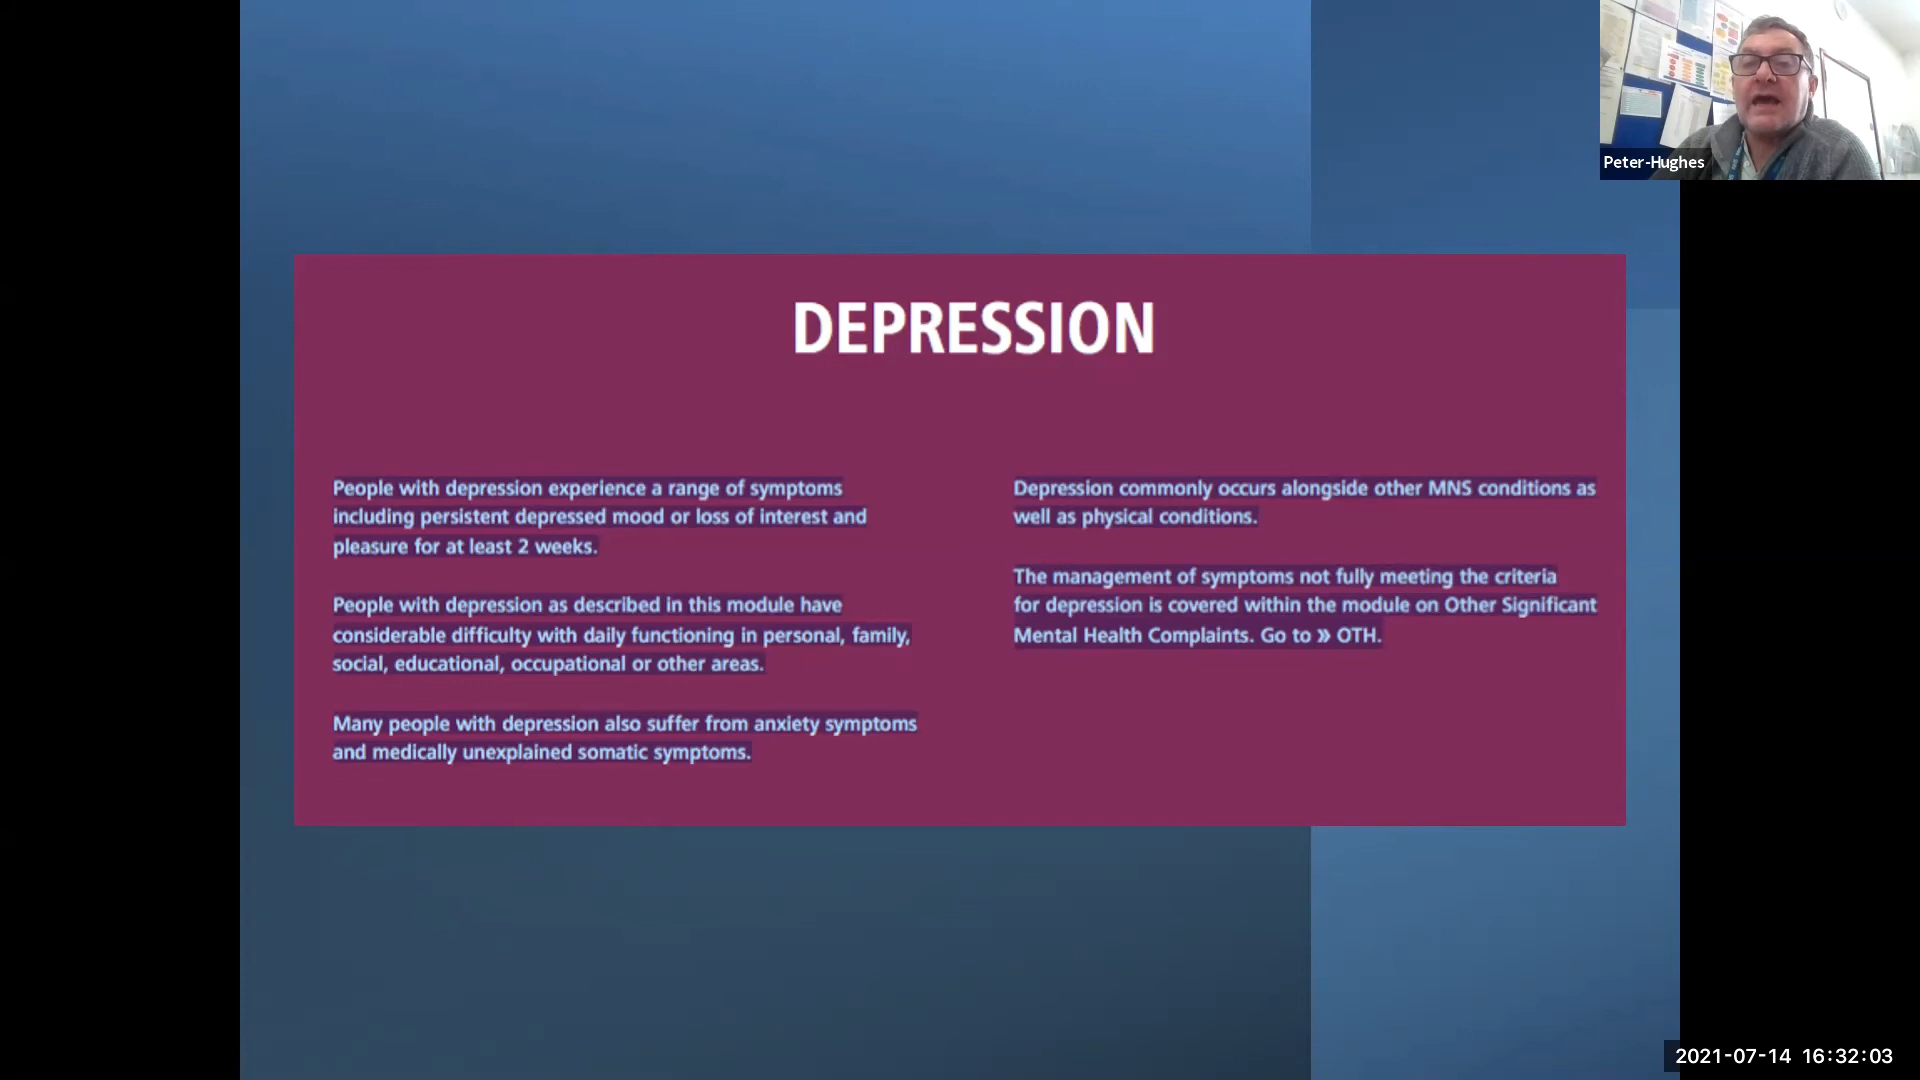 DEPRESSION
People with depression experience a range of symptoms
including persistent depressed mood or loss of interest and
pleasure for at least 2 weeks.
People with depression as described in this module have
considerable difficulty with daily functioning in personal, family,
social, educational, occupational or other areas.
Many people with depression also suffer from anxiety symptoms
and medically unexplained somatic symptoms.
Depression commonly occurs alongside other MNS conditions as
well as physical conditions.
The management of symptoms not fully meeting the criteria
for depression is covered within the module on Other Significant
Mental Health Complaints. Go to » OTH.
Peter-Hughes
2021-07-14 16:32:03